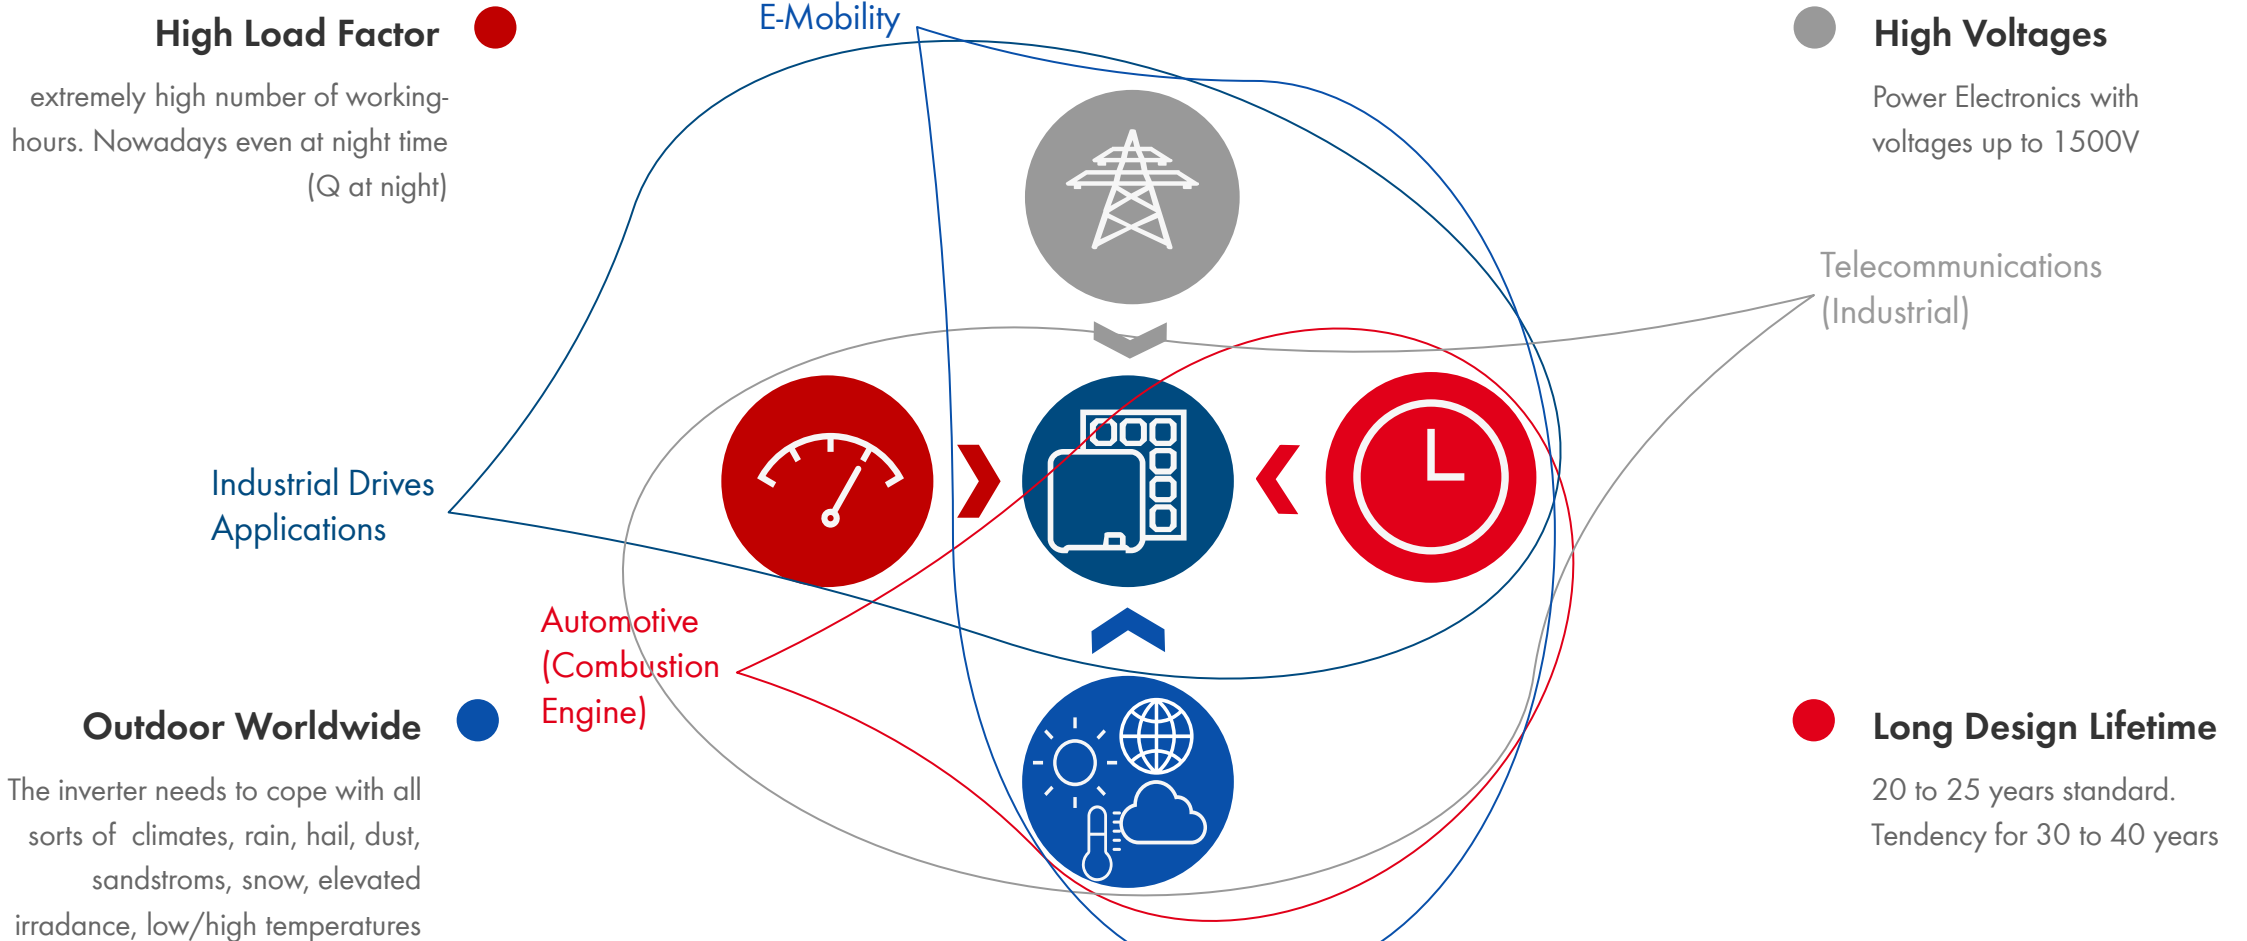 High Load Factor
extremely high number of working-
hours. Nowadays even at night time
(Q at night)
E-Mobility
High Voltages
Power Electronics with
voltages up to 1500V
Telecommunications
(Industrial)
Industrial Drives
Applications
Automotive
(Combustion
Engine)
Outdoor Worldwide
The inverter needs to cope with all
sorts of climates, rain, hail, dust,
sandstroms, snow, elevated
irradance, low/high temperatures
Long Design Lifetime
20 to 25 years standard.
Tendency for 30 to 40 years